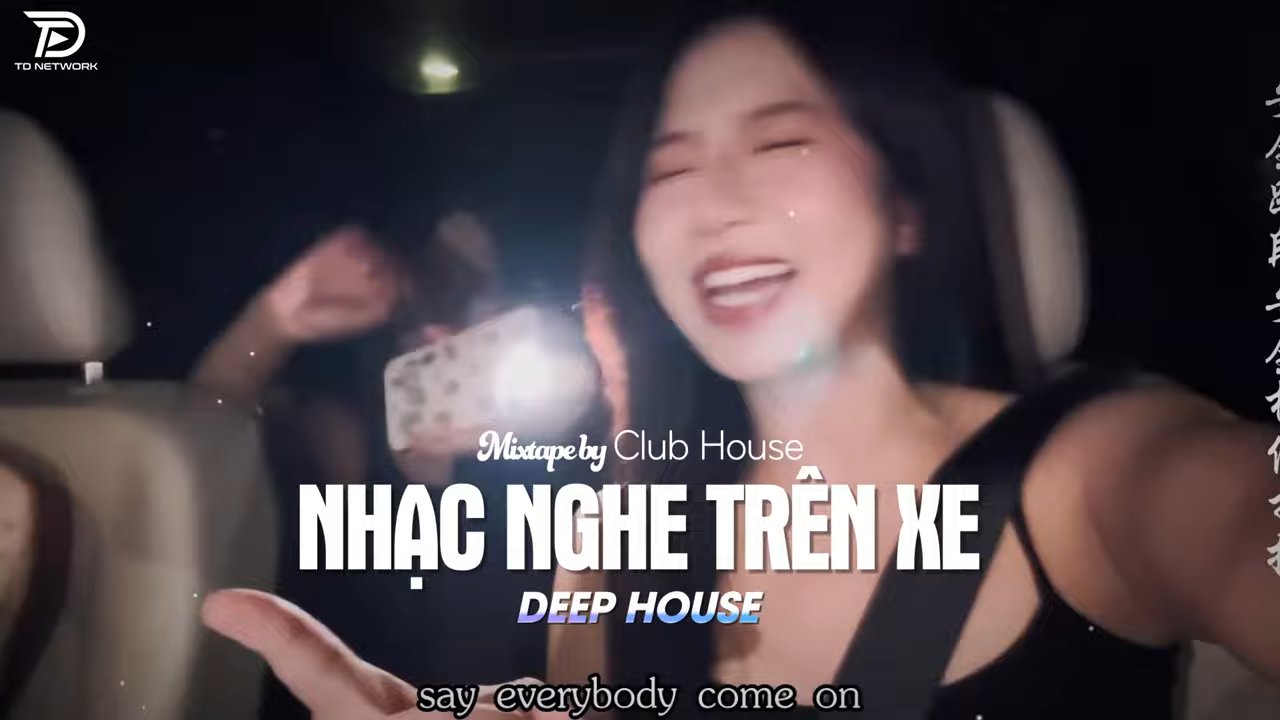 TD NETWORK
Mixtape by Club House
NHẠC NGHE TRÊN XE
DEEP HOUSE
say everybody come on